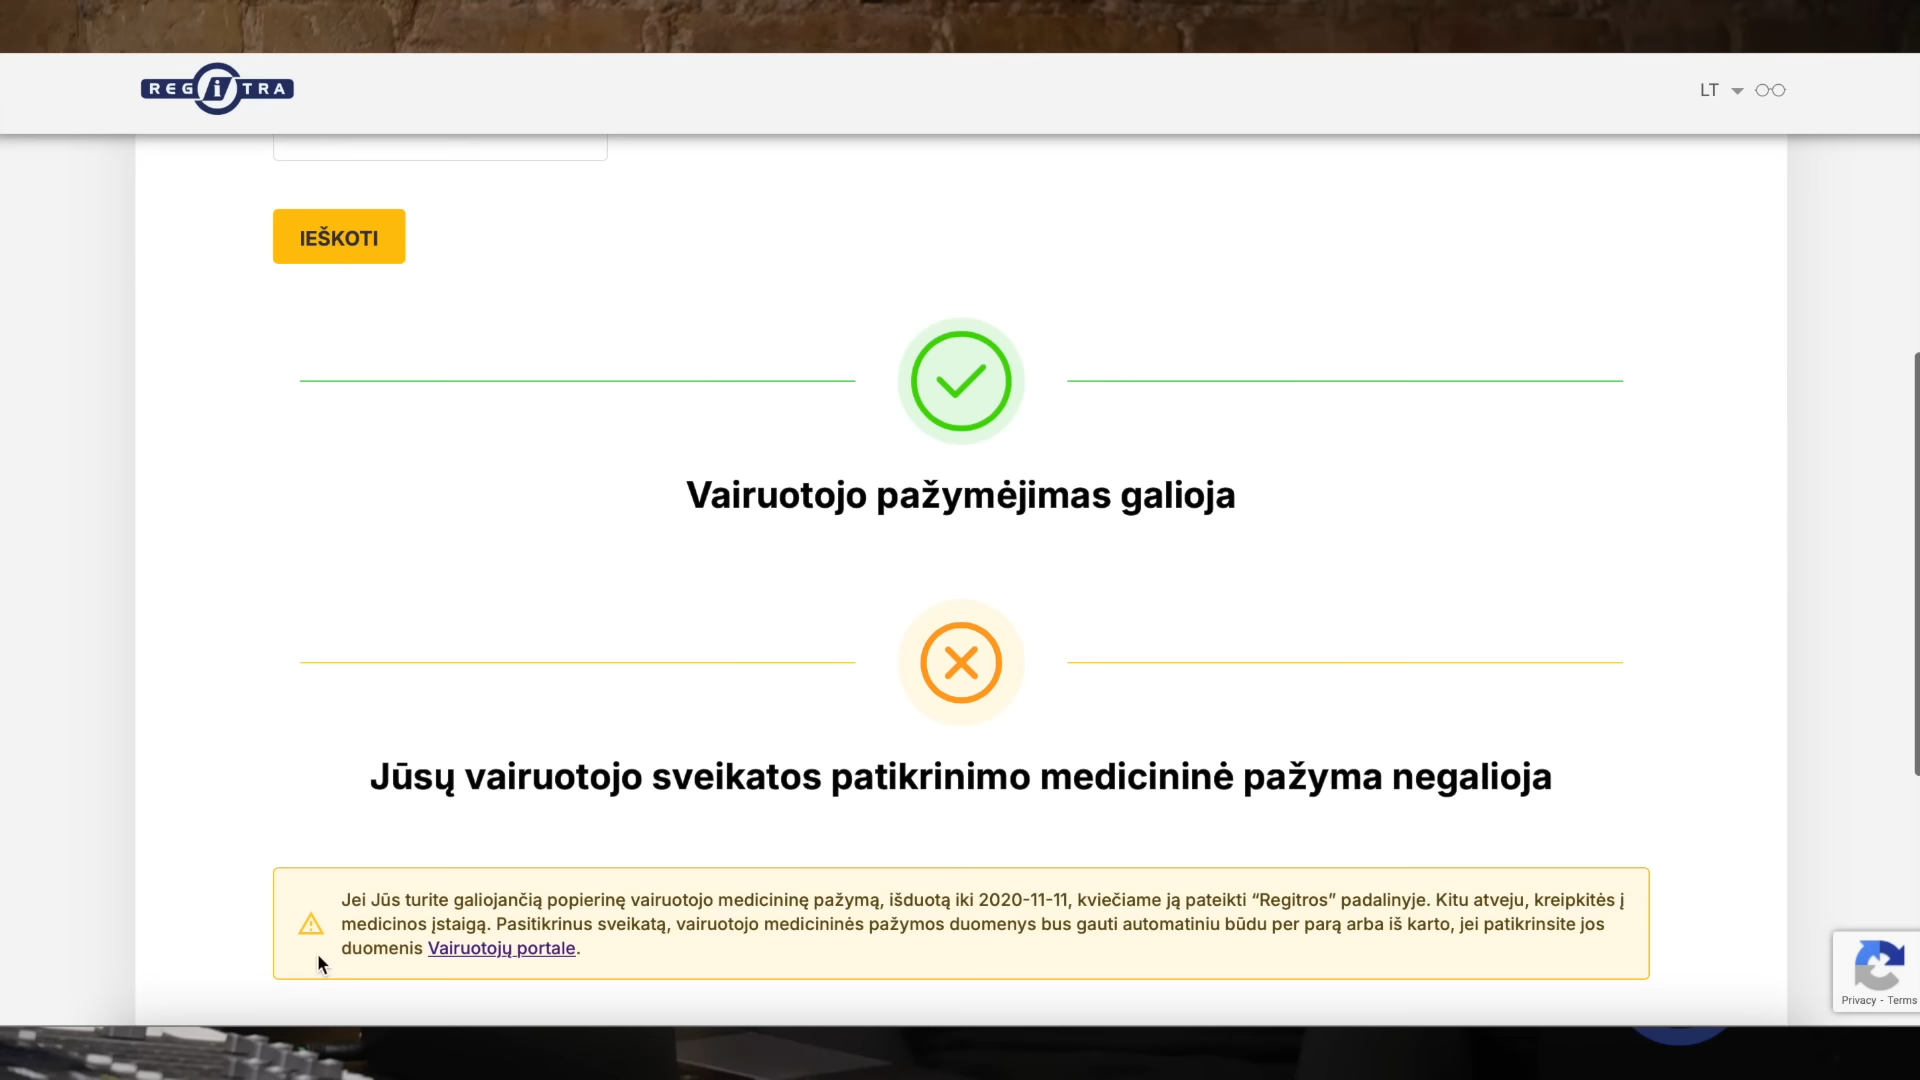 REGITRA
LT
IEŠKOTI
Vairuotojo pažymėjimas galioja
Jūsų vairuotojo sveikatos patikrinimo medicininė pažyma negalioja
Jei Jūs turite galiojančią popierinę vairuotojo medicininę pažymą, išduotą iki 2020-11-11, kviečiame ją pateikti “Regitros” padalinyje. Kitu atveju, kreipkitės į
medicinos įstaigą. Pasitikrinus sveikatą, vairuotojo medicininės pažymos duomenys bus gauti automatiniu būdu per parą arba iš karto, jei patikrinsite jos
duomenis Vairuotojų portale.
Privacy - Terms